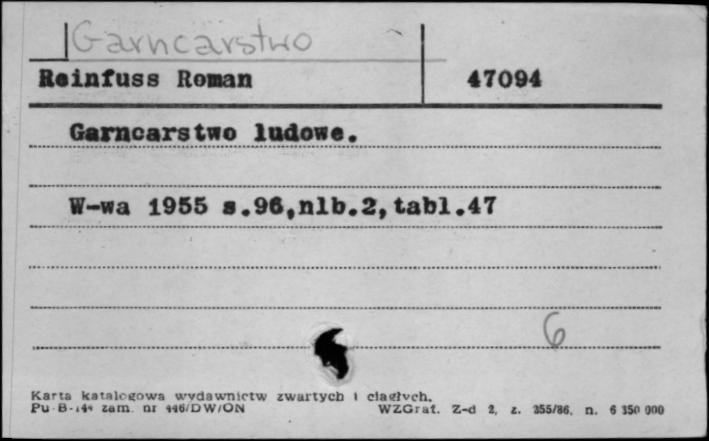 Garncarstwo
Reinfuss Roman 47094
Garncarstwo ludowe.
W-wa 1955 s.96,nlb.2,tabl.47
6
Karta katalogowa wydawnictw zwartych i ciągłych.
Pu-B-144 zam. nr 446/DW/ON WZGraf. Z-d 2, z. 355/86. n. 6 350 000